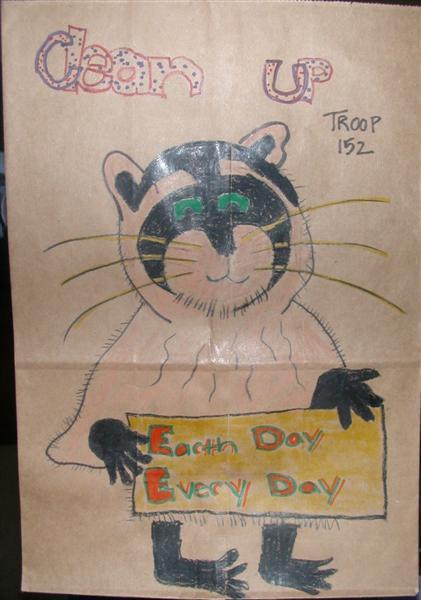 Clean up
TROOP
152
Earth Day
Every Day